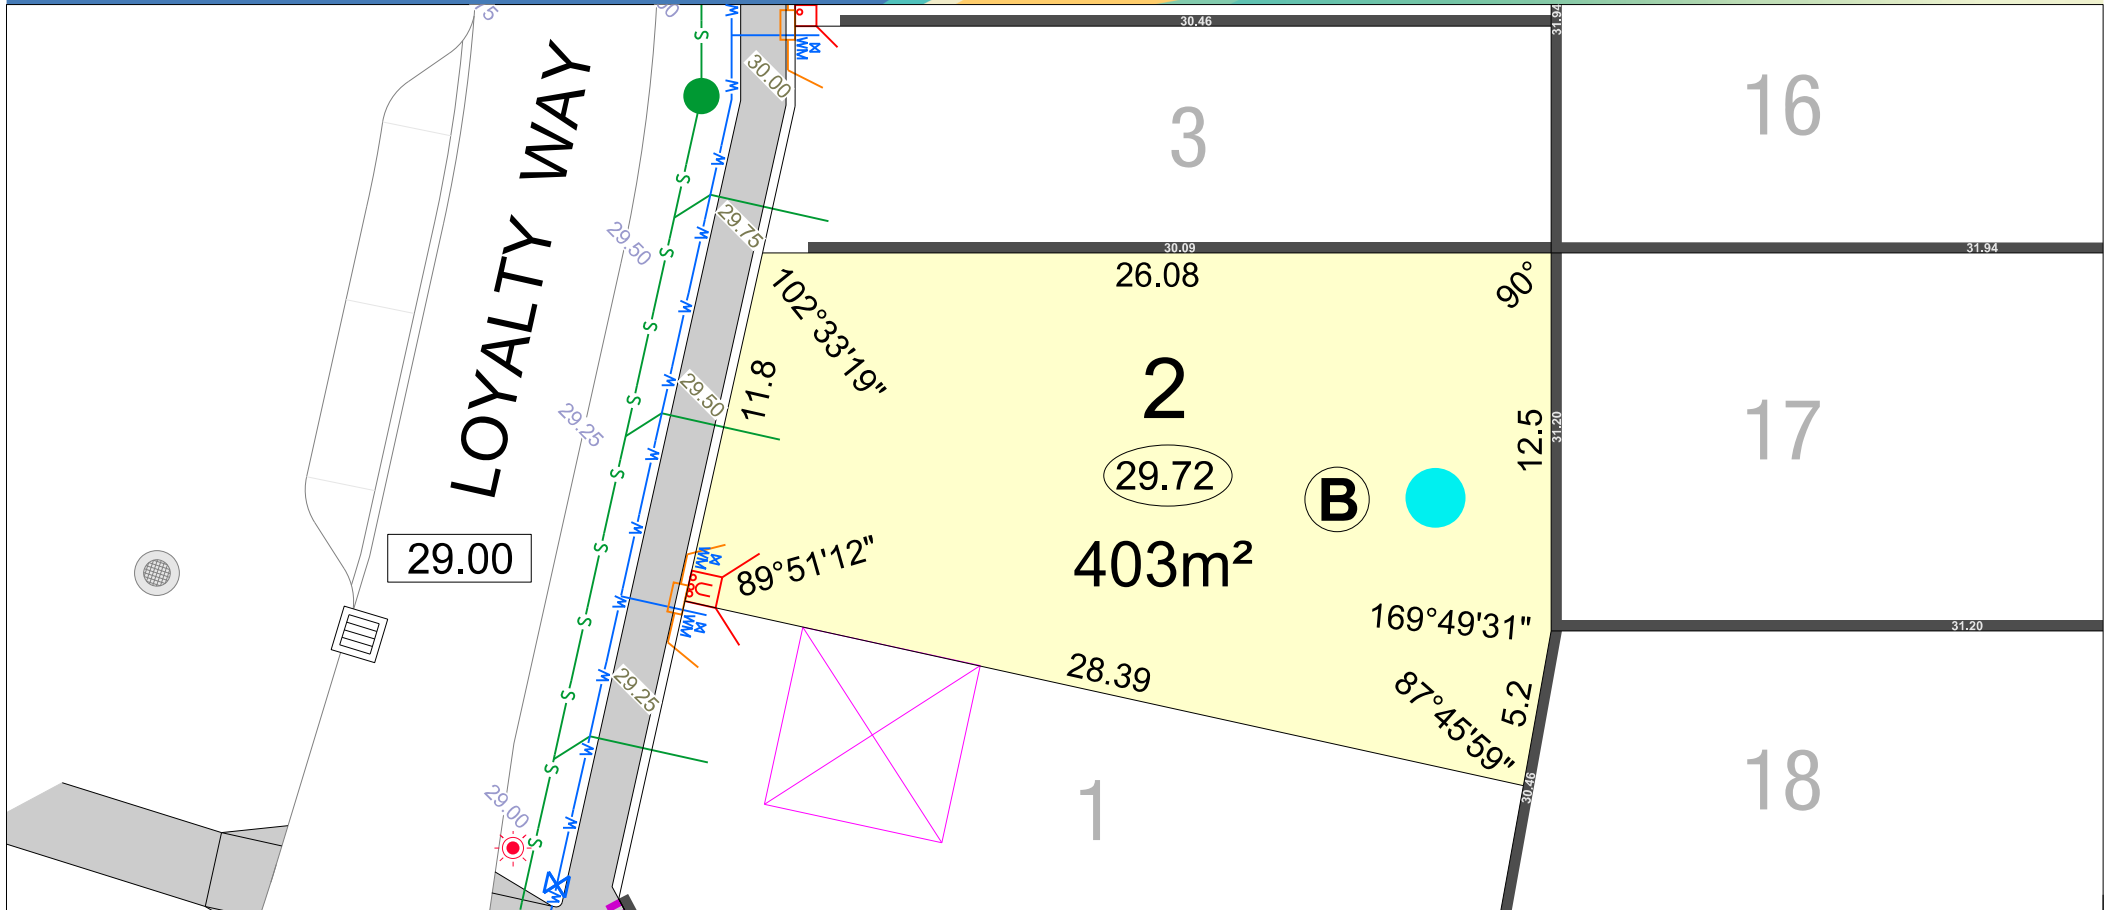 30.46
31.94
30.00
WM
3
16
LOYALTY WAY
29.75
29.50
30.09
31.94
26.08
90°
102°33'19"
11.8
29.50
29.25
2
12.5
31.20
17
29.72
B
29.00
403m²
89°51'12"
WM
WM
169°49'31"
31.20
28.39
29.25
87°45'59"
5.2
30.46
1
18
29.00
S
S
S
S
S
S
S
S
S
S
S
S
W
W
W
W
W
W
W
W
W
W
W
W
W